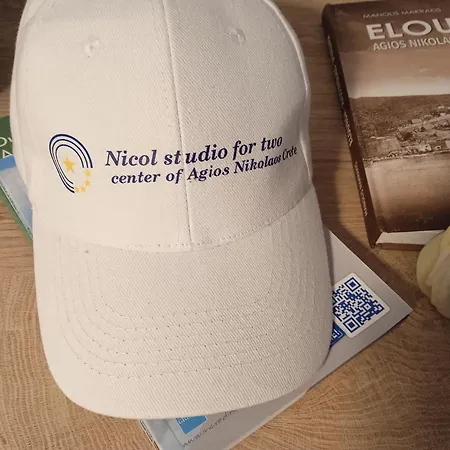 Nicol studio for two
center of Agios Nikolaos Crete
MANOLIS MAKRAKIS
ELOU
AGIOS NIKOLA